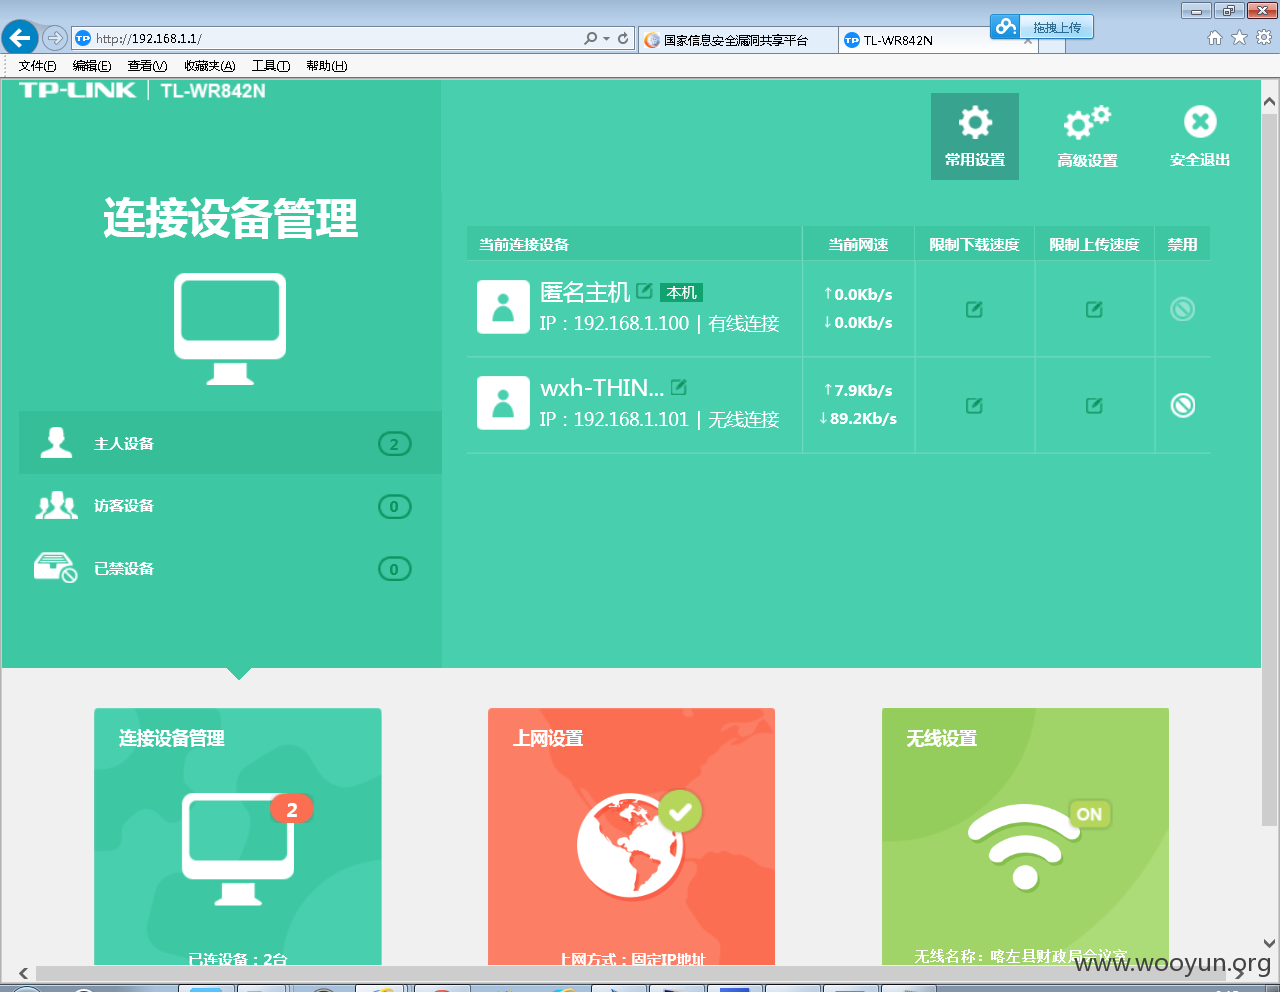 拖拽上传
http://192.168.1.1/
国家信息安全漏洞共享平台
TP TL-WR842N
文件(F) 编辑(E) 查看(V) 收藏夹(A) 工具(T) 帮助(H)
TP-LINK | TL-WR842N
常用设置 高级设置 安全退出
连接设备管理
当前连接设备 当前网速 限制下载速度 限制上传速度 禁用
匿名主机 本机
IP：192.168.1.100 | 有线连接
↑0.0Kb/s
↓0.0Kb/s
wxh-THIN...
IP：192.168.1.101 | 无线连接
↑7.9Kb/s
↓89.2Kb/s
主人设备 2
访客设备 0
已禁设备 0
连接设备管理
2
已连设备：2台
上网设置
上网方式：固定IP地址
无线设置
ON
无线名称：喀左县财政局会议室
www.wooyun.org